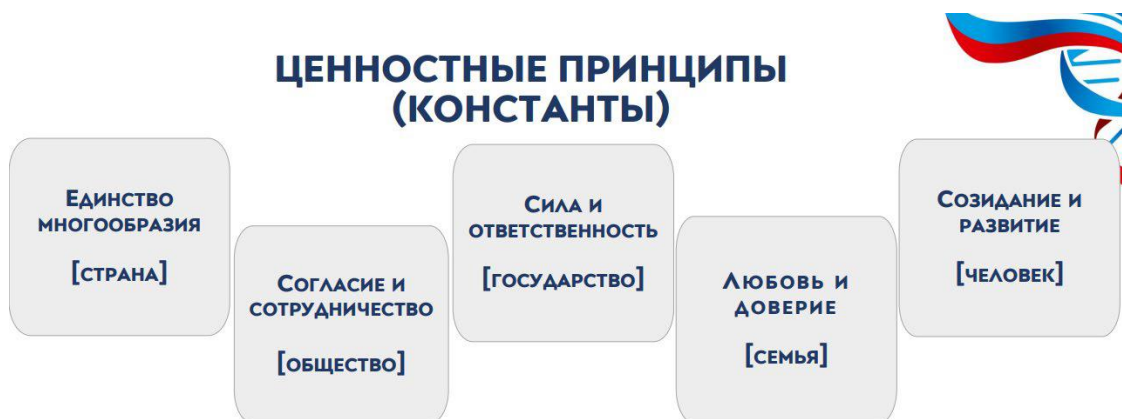 ЦЕННОСТНЫЕ ПРИНЦИПЫ
(КОНСТАНТЫ)
ЕДИНСТВО
МНОГООБРАЗИЯ
[СТРАНА]
СОГЛАСИЕ И
СОТРУДНИЧЕСТВО
[ОБЩЕСТВО]
СИЛА И
ОТВЕТСТВЕННОСТЬ
[ГОСУДАРСТВО]
ЛЮБОВЬ И
ДОВЕРИЕ
[СЕМЬЯ]
СОЗИДАНИЕ И
РАЗВИТИЕ
[ЧЕЛОВЕК]